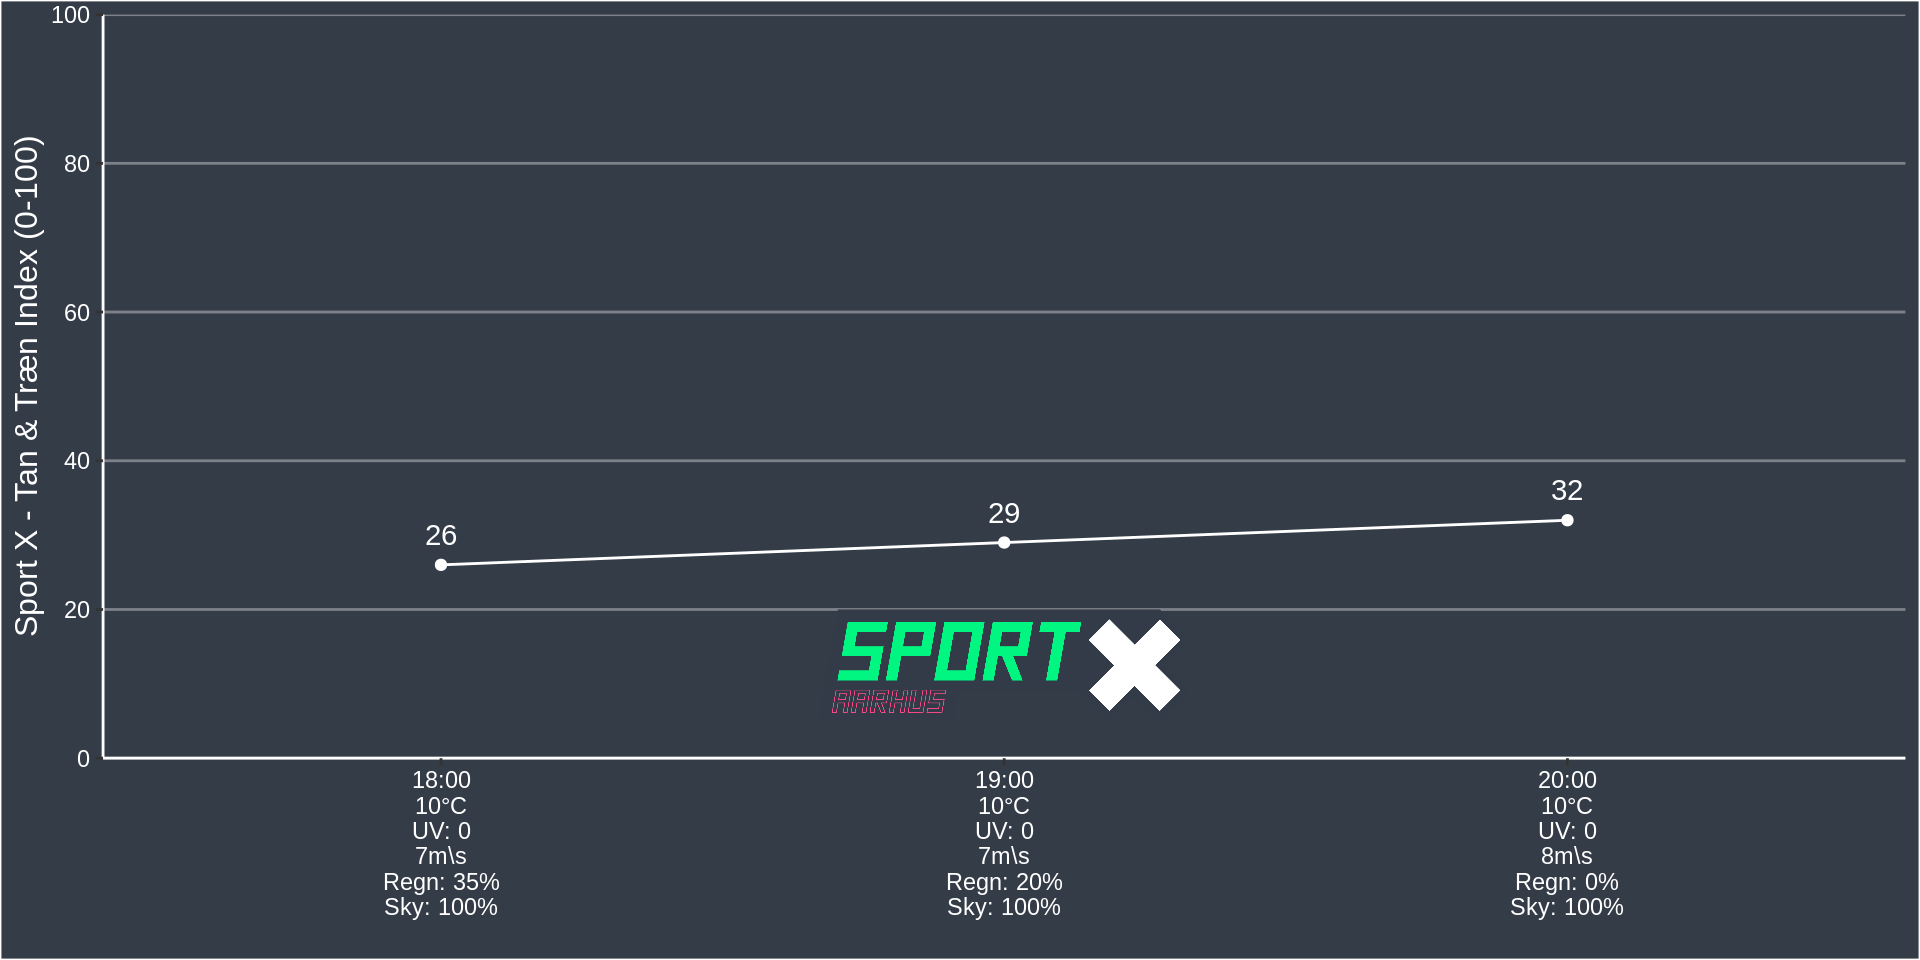 Sport X - Tan & Træn Index (0-100)
100
80
60
40
20
0
26
29
32
SPORT X
AARHUS
18:00
10°C
UV: 0
7m\s
Regn: 35%
Sky: 100%
19:00
10°C
UV: 0
7m\s
Regn: 20%
Sky: 100%
20:00
10°C
UV: 0
8m\s
Regn: 0%
Sky: 100%